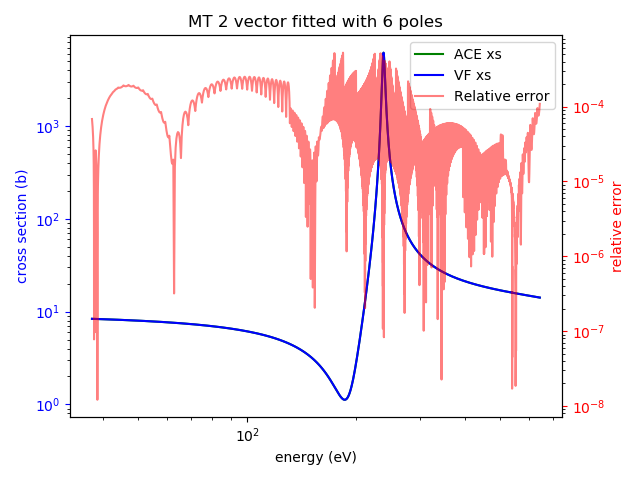 MT 2 vector fitted with 6 poles
ACE xs
VF xs
Relative error
cross section (b)
10³
10²
10¹
10⁰
10⁻⁴
10⁻⁵
10⁻⁶
10⁻⁷
10⁻⁸
relative error
10²
energy (eV)